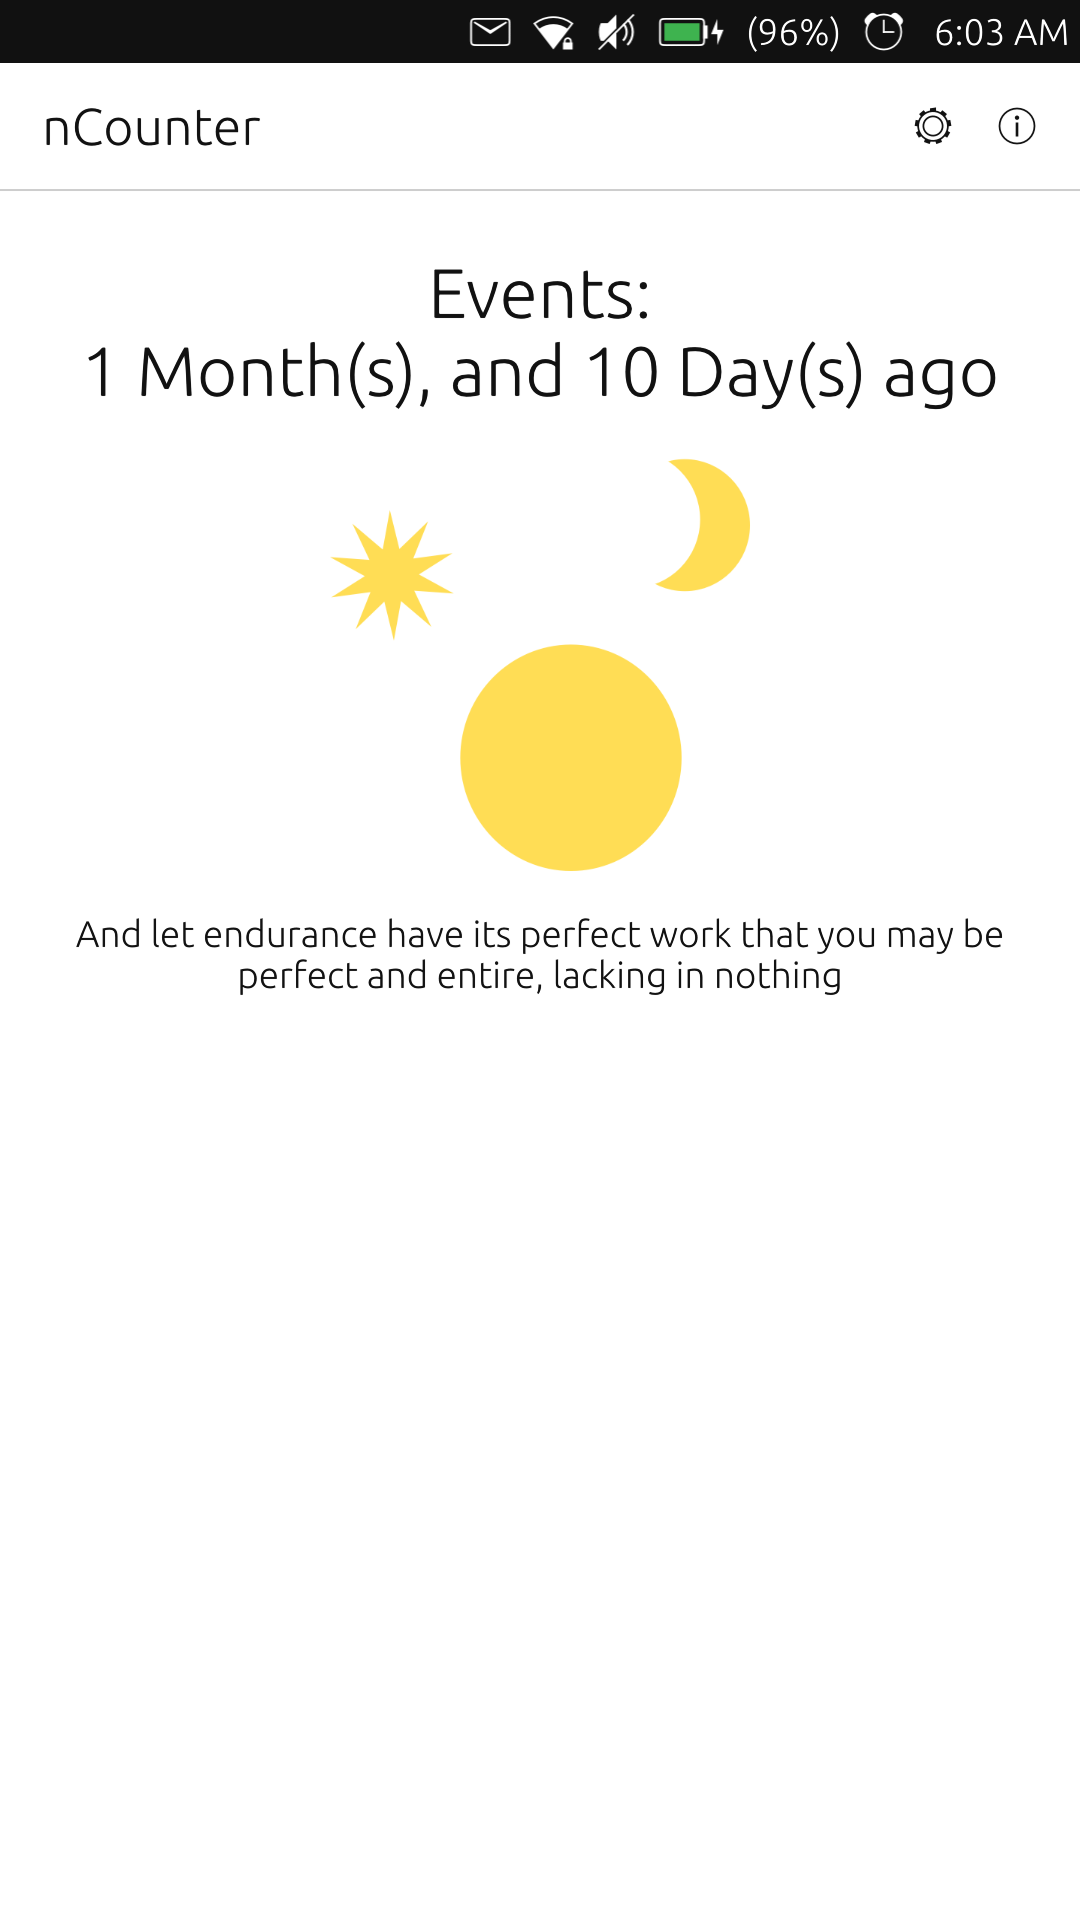 (96%) 6:03 AM
nCounter
Events:
1 Month(s), and 10 Day(s) ago
And let endurance have its perfect work that you may be
perfect and entire, lacking in nothing